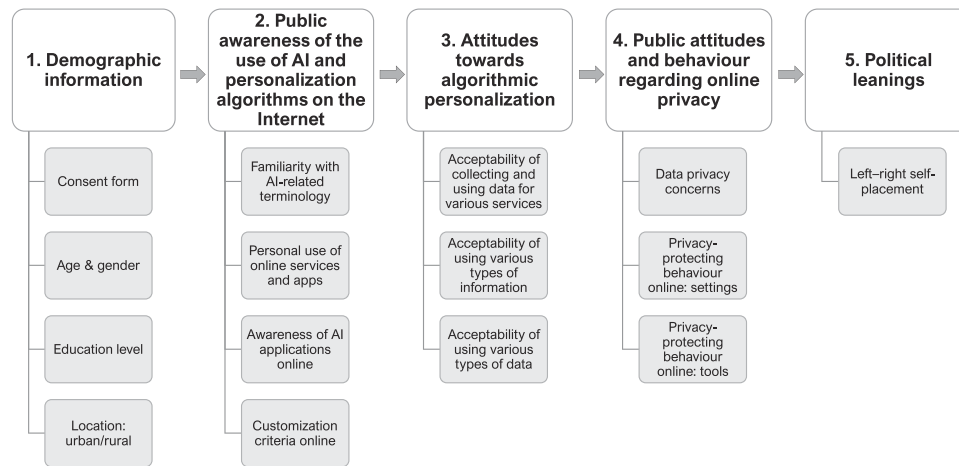 1. Demographic
information
2. Public
awareness of the
use of AI and
personalization
algorithms on the
Internet
3. Attitudes
towards
algorithmic
personalization
4. Public attitudes
and behaviour
regarding online
privacy
5. Political
leanings
Consent form
Age & gender
Education level
Location:
urban/rural
Familiarity with
AI-related
terminology
Personal use of
online services
and apps
Awareness of AI
applications
online
Customization
criteria online
Acceptability of
collecting and
using data for
various services
Acceptability of
using various
types of
information
Acceptability of
using various
types of data
Data privacy
concerns
Privacy-
protecting
behaviour
online: settings
Privacy-
protecting
behaviour
online: tools
Left–right self-
placement